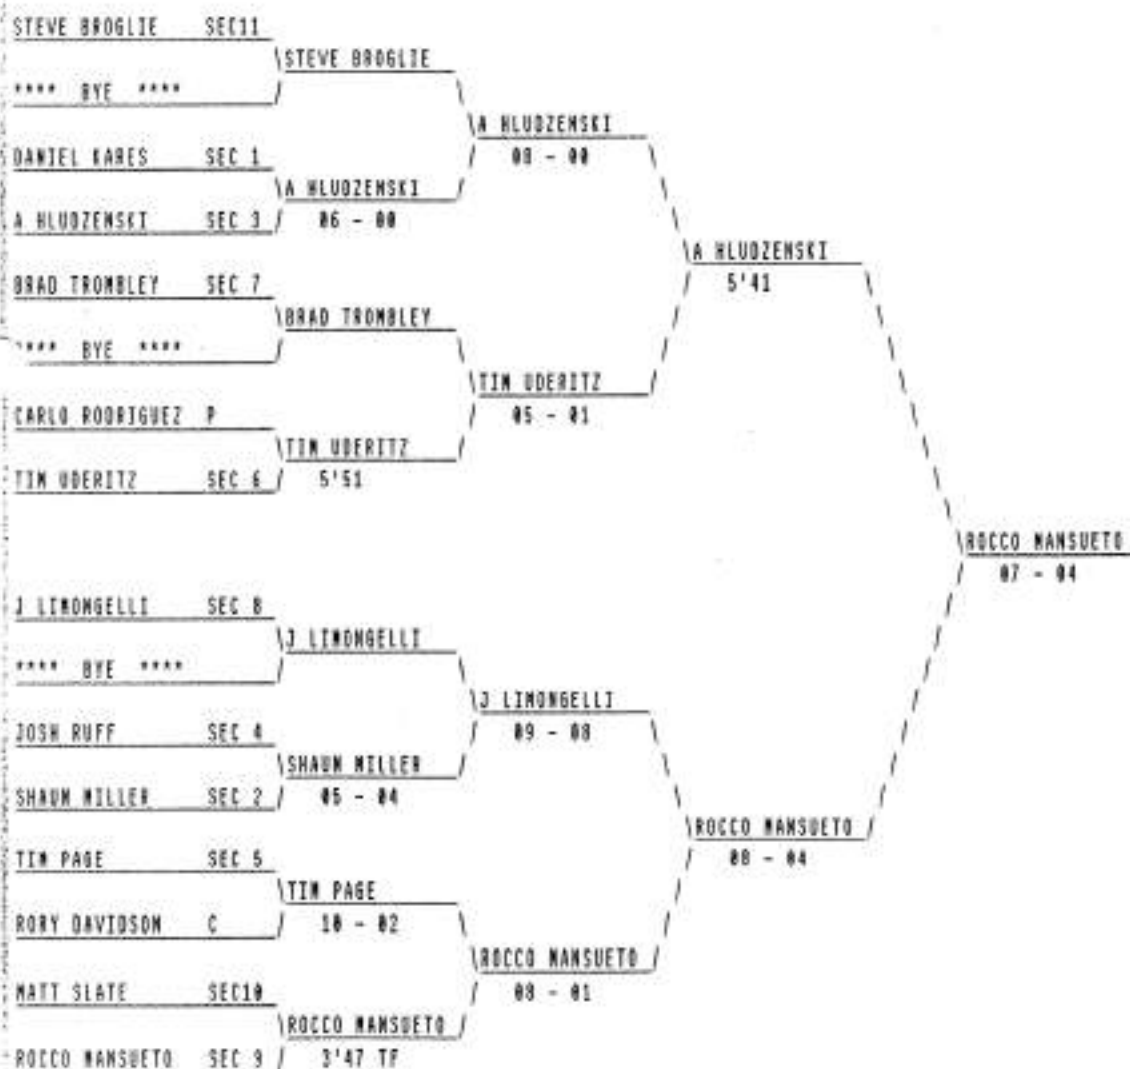 STEVE BROGLIE SEC11
STEVE BROGLIE
**** BYE ****
A HLUDZENSKI
DANIEL KARES SEC 1
08 - 00
A HLUDZENSKI
A HLUDZENSKI SEC 3
06 - 00
A HLUDZENSKI
BRAD TROMBLEY SEC 7
5'41
BRAD TROMBLEY
**** BYE ****
TIM UDERITZ
CARLO RODRIGUEZ P
05 - 01
TIM UDERITZ
TIM UDERITZ SEC 6
5'51
ROCCO MANSUETO
07 - 04
J LIMONGELLI SEC 8
J LIMONGELLI
**** BYE ****
J LIMONGELLI
JOSH RUFF SEC 4
09 - 08
SHAUN MILLER
SHAUN MILLER SEC 2
05 - 04
ROCCO MANSUETO
TIM PAGE SEC 5
08 - 04
TIM PAGE
RORY DAVIDSON C
10 - 02
ROCCO MANSUETO
MATT SLATE SEC10
08 - 01
ROCCO MANSUETO
ROCCO MANSUETO SEC 9
3'47 TF